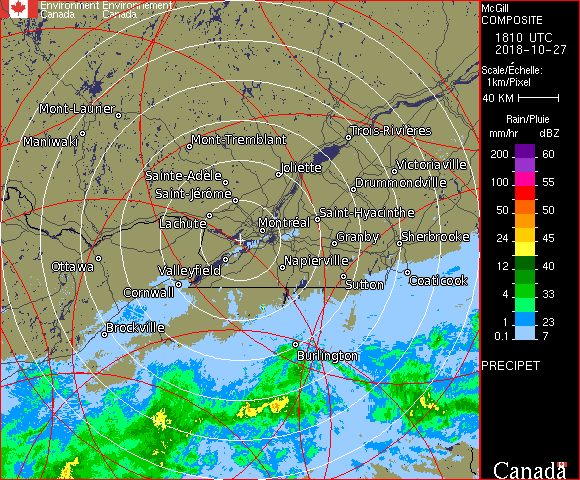 Environment Environnement
Canada Canada
Mont-Laurier
Maniwaki
Mont-Tremblant
Trois-Rivières
Joliette
Victoriaville
Sainte-Adèle
Drummondville
Saint-Jérôme
Lachute
Saint-Hyacinthe
Montréal
Granby
Sherbrooke
Ottawa
Valleyfield
Napierville
Sutton
Coaticook
Cornwall
Brockville
Burlington
McGill
COMPOSITE
1810 UTC
2018-10-27
Scale/Échelle:
1km/Pixel
40 KM
Rain/Pluie
mm/hr dBZ
200 60
100 55
50 50
24 45
12 40
4 33
1 23
0.1 7
PRECIPET
Canada